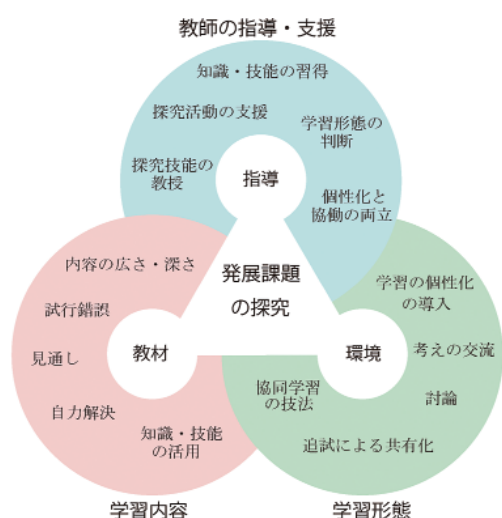 教師の指導・支援
知識・技能の習得
探究活動の支援
学習形態の
判断
探究技能の
教授
指導
個性化と
協働の両立
発展課題
の探究
内容の広さ・深さ
試行錯誤
見通し
教材
自力解決
知識・技能
の活用
学習の個性化
の導入
環境
考えの交流
協同学習
の技法
討論
追試による共有化
学習内容
学習形態